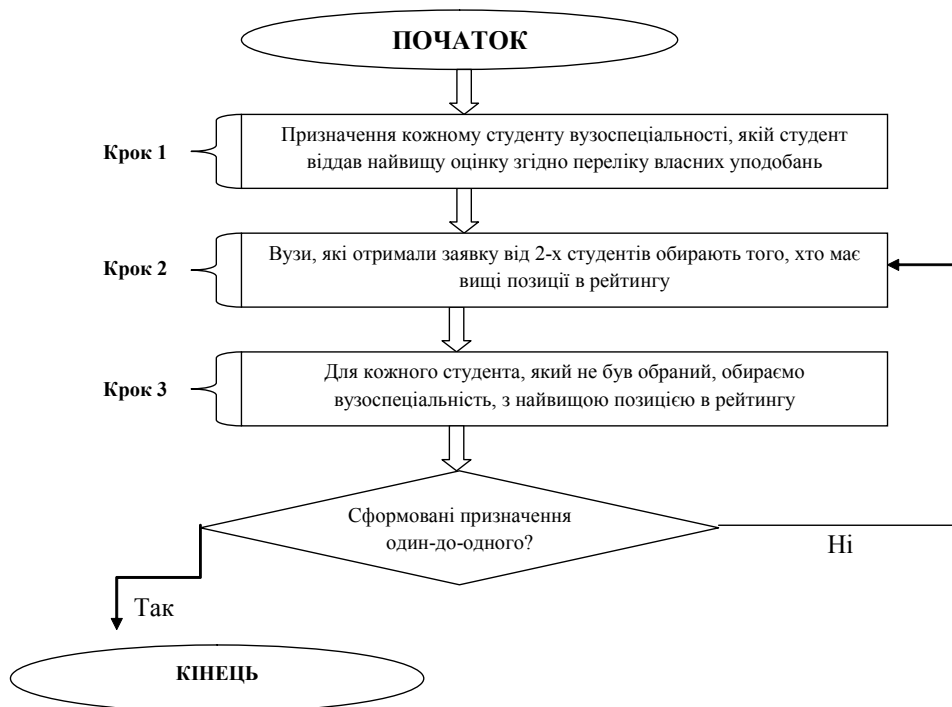 ПОЧАТОК
Крок 1
Призначення кожному студенту вузоспеціальності, якій студент
віддав найвищу оцінку згідно переліку власних уподобань
Крок 2
Вузи, які отримали заявку від 2-х студентів обирають того, хто має
вищі позиції в рейтингу
Крок 3
Для кожного студента, який не був обраний, обираємо
вузоспеціальність, з найвищою позицією в рейтингу
Сформовані призначення
один-до-одного?
Ні
Так
КІНЕЦЬ